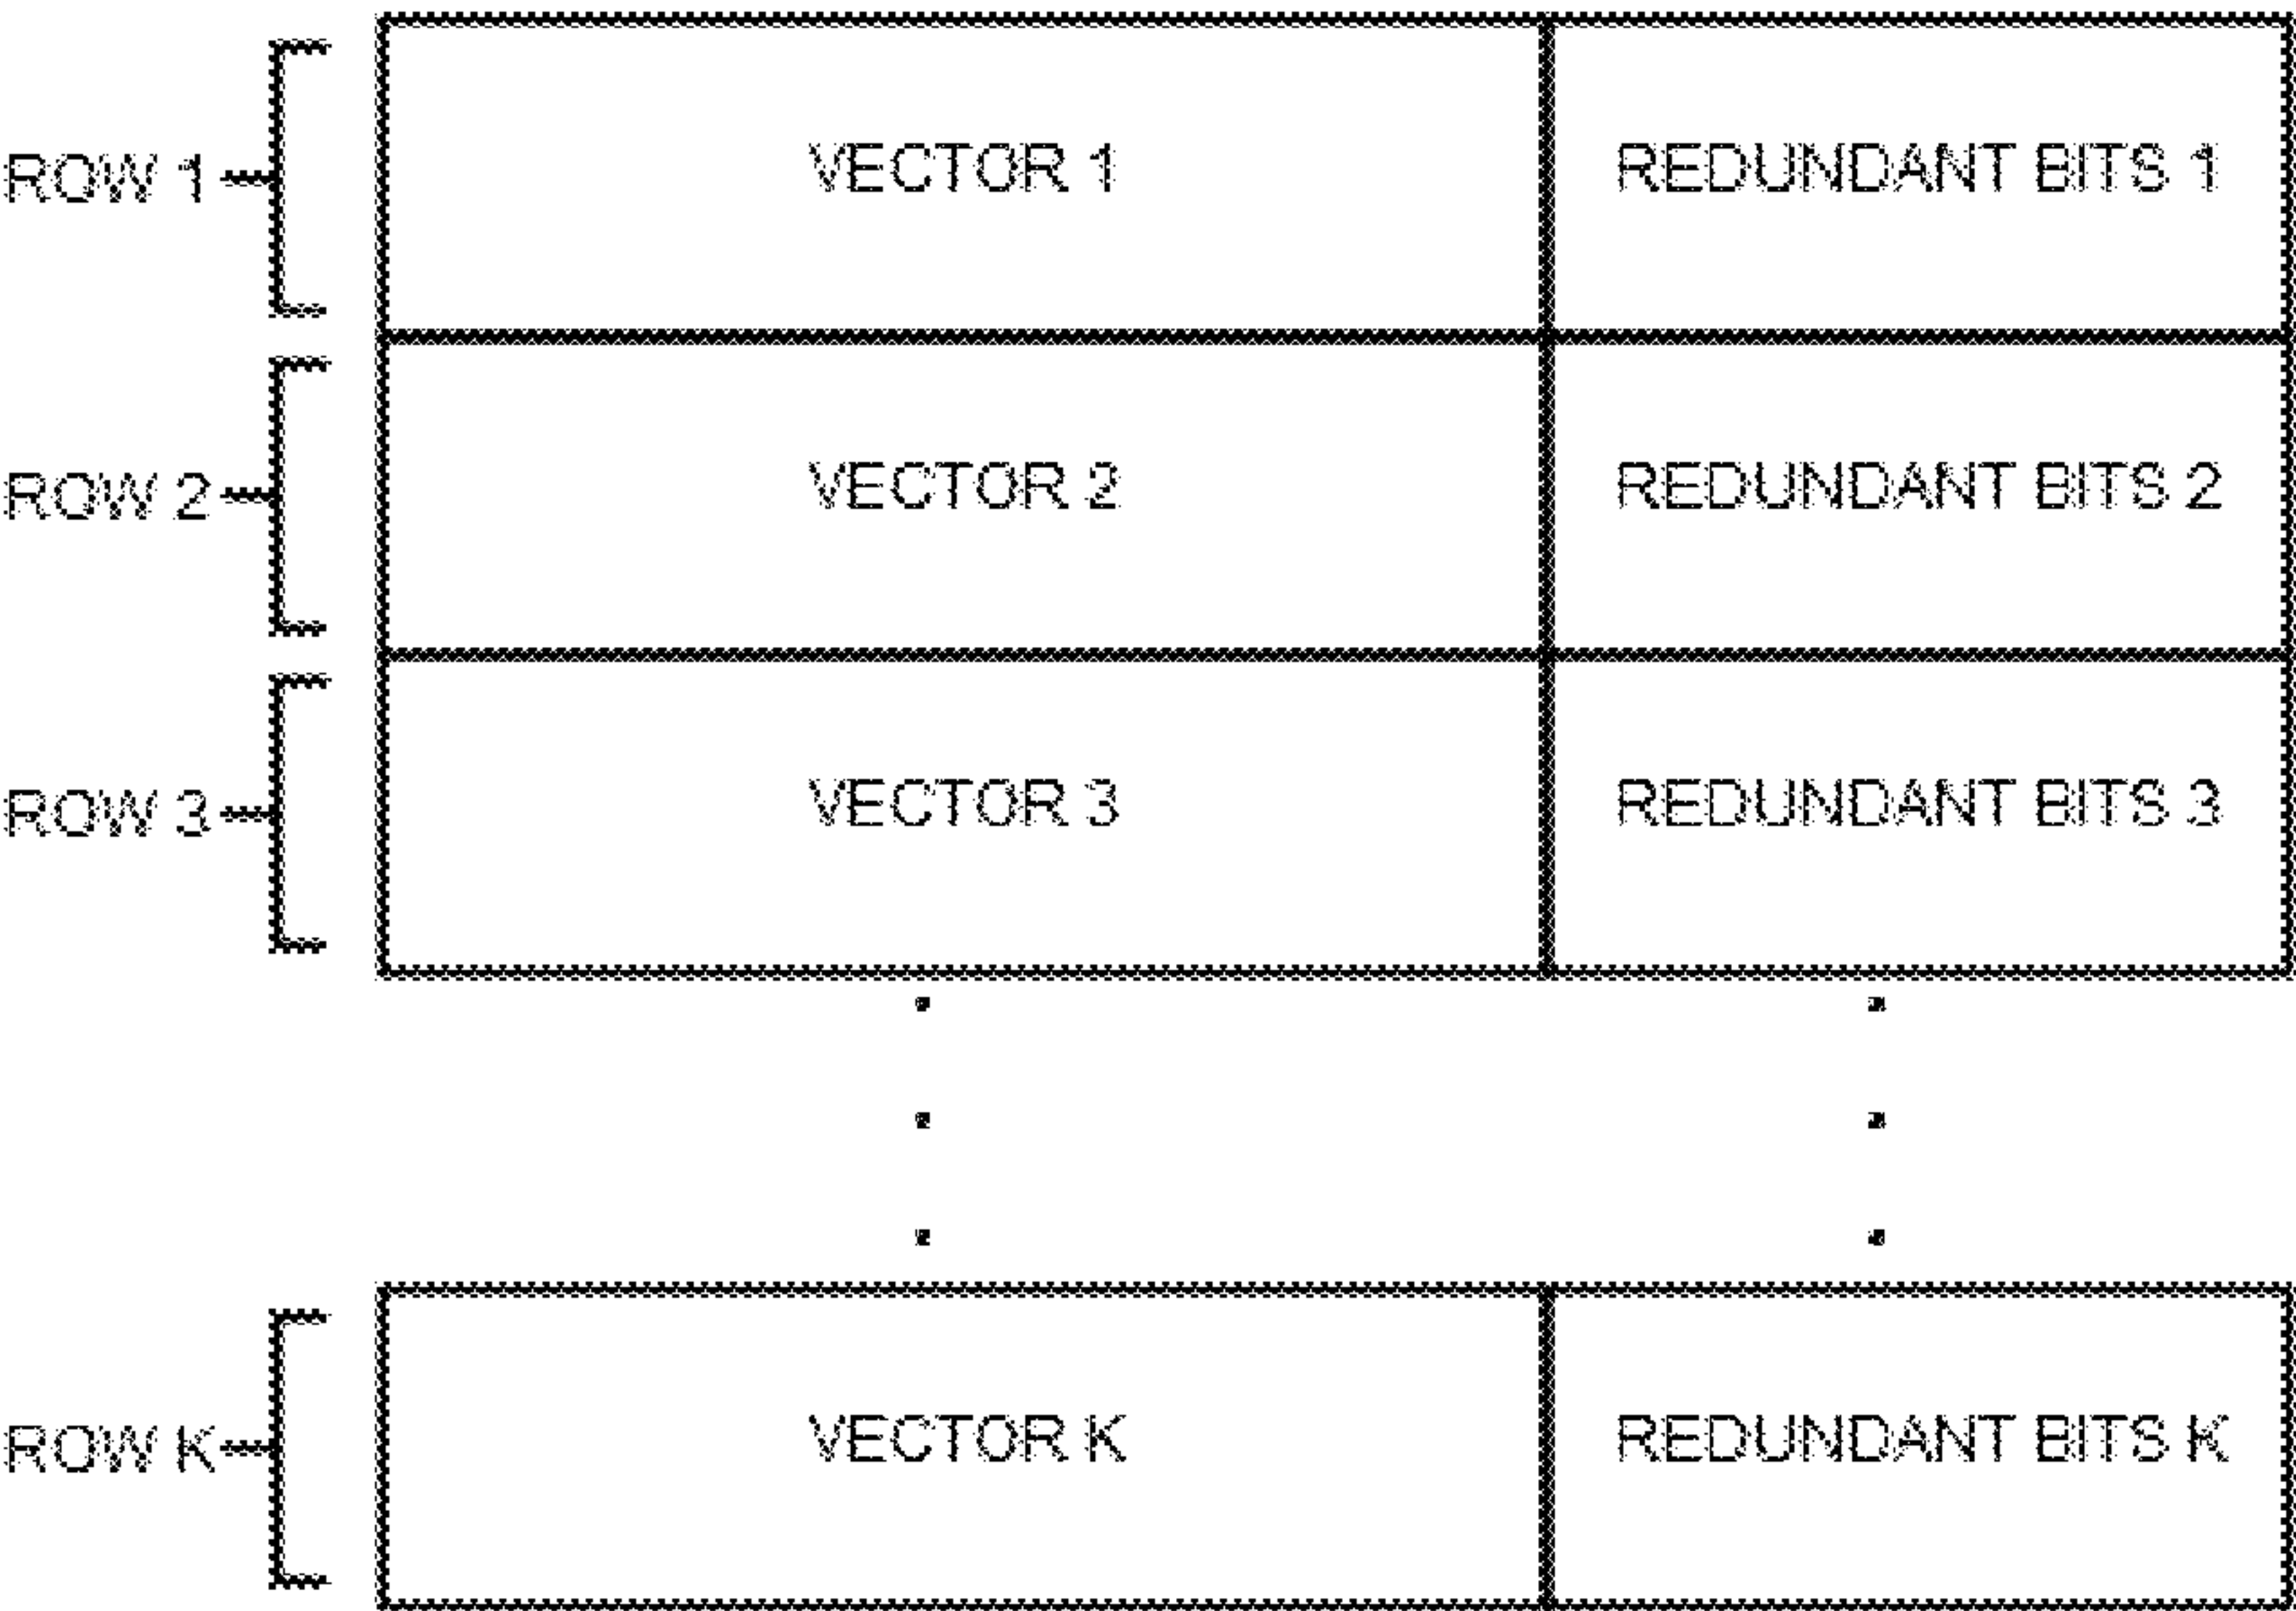 ROW 1 VECTOR 1 REDUNDANT BITS 1
ROW 2 VECTOR 2 REDUNDANT BITS 2
ROW 3 VECTOR 3 REDUNDANT BITS 3
ROW K VECTOR K REDUNDANT BITS K